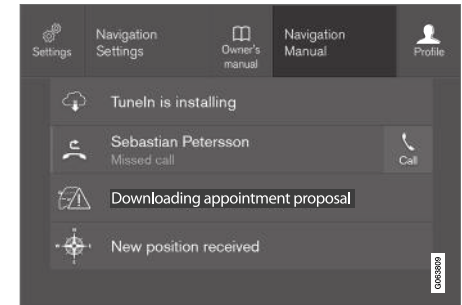 Settings
Navigation
Settings
Owner's
manual
Navigation
Manual
Profile
TuneIn is installing
Sebastian Petersson
Missed call
Call
Downloading appointment proposal
New position received
G063809